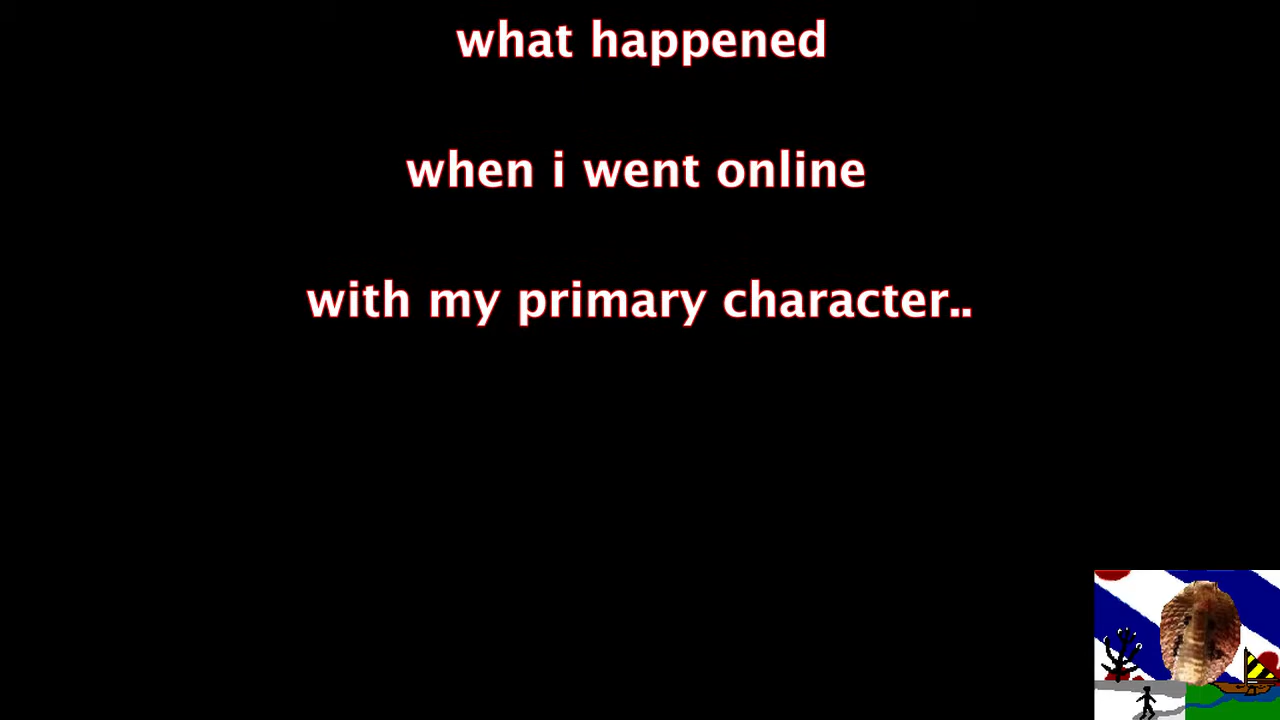 what happened
when i went online
with my primary character..